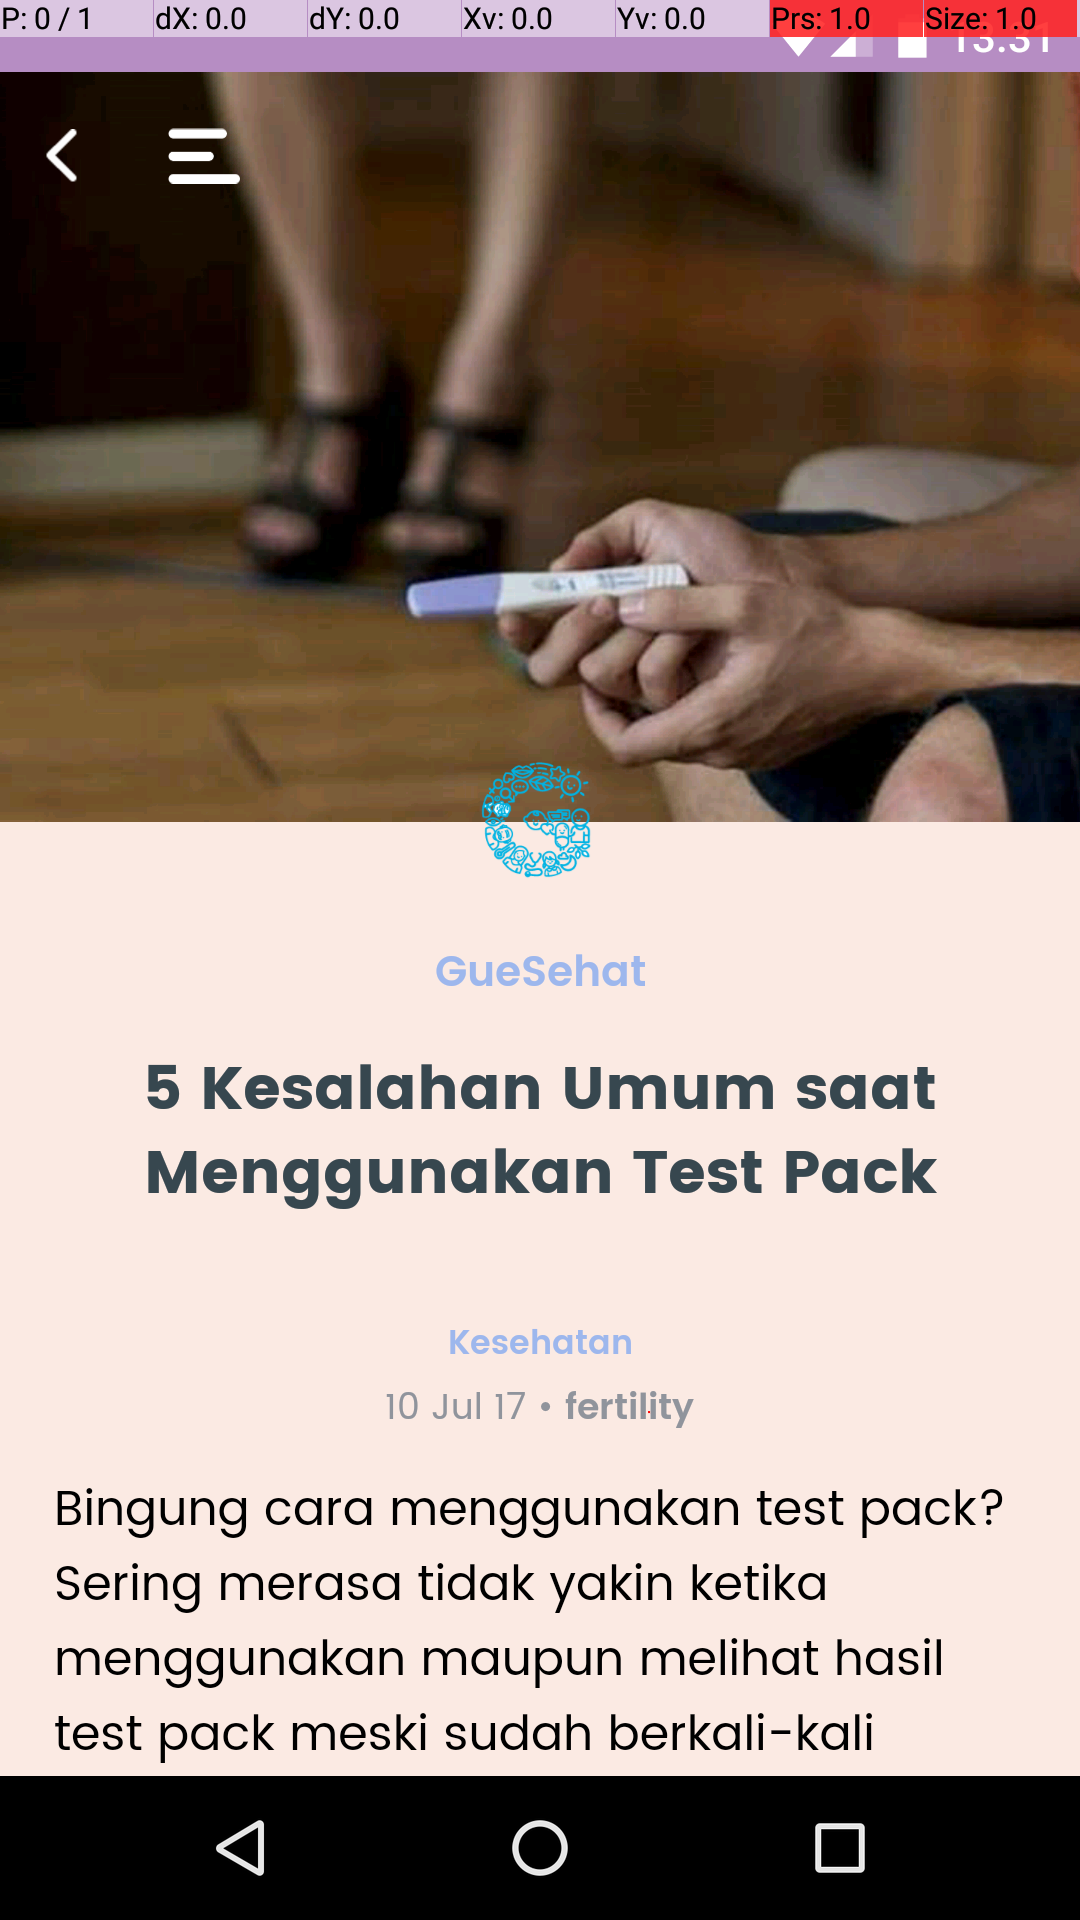 P: 0 / 1 dX: 0.0 dY: 0.0 Xv: 0.0 Yv: 0.0 Prs: 1.0 Size: 1.0
13:31
GueSehat
5 Kesalahan Umum saat
Menggunakan Test Pack
Kesehatan
10 Jul 17 • fertility
Bingung cara menggunakan test pack?
Sering merasa tidak yakin ketika
menggunakan maupun melihat hasil
test pack meski sudah berkali-kali